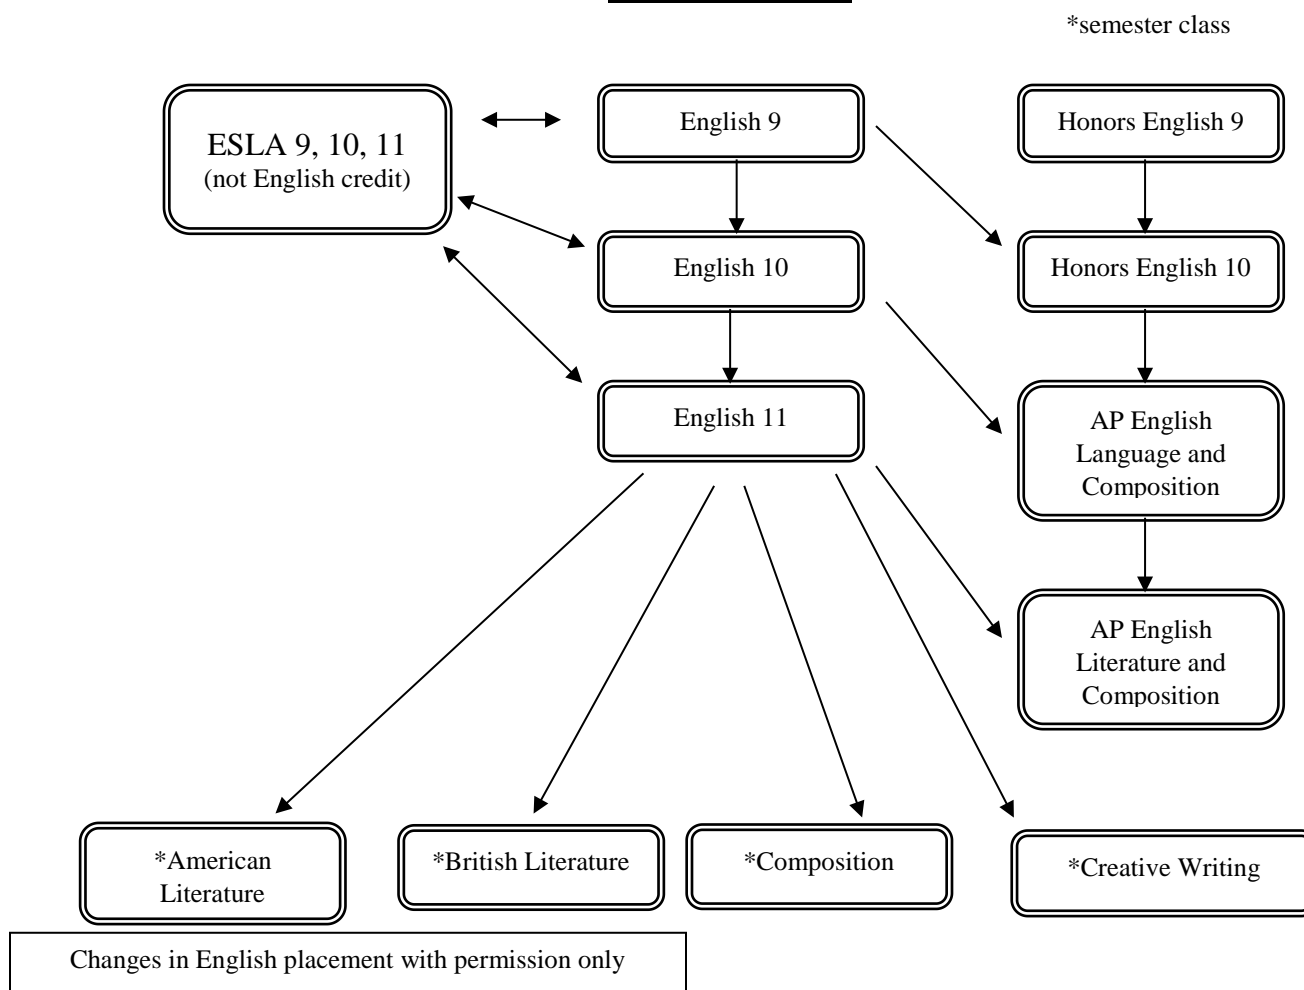 *semester class
ESLA 9, 10, 11
(not English credit)
English 9
Honors English 9
English 10
Honors English 10
English 11
AP English
Language and
Composition
AP English
Literature and
Composition
*American
Literature
*British Literature
*Composition
*Creative Writing
Changes in English placement with permission only